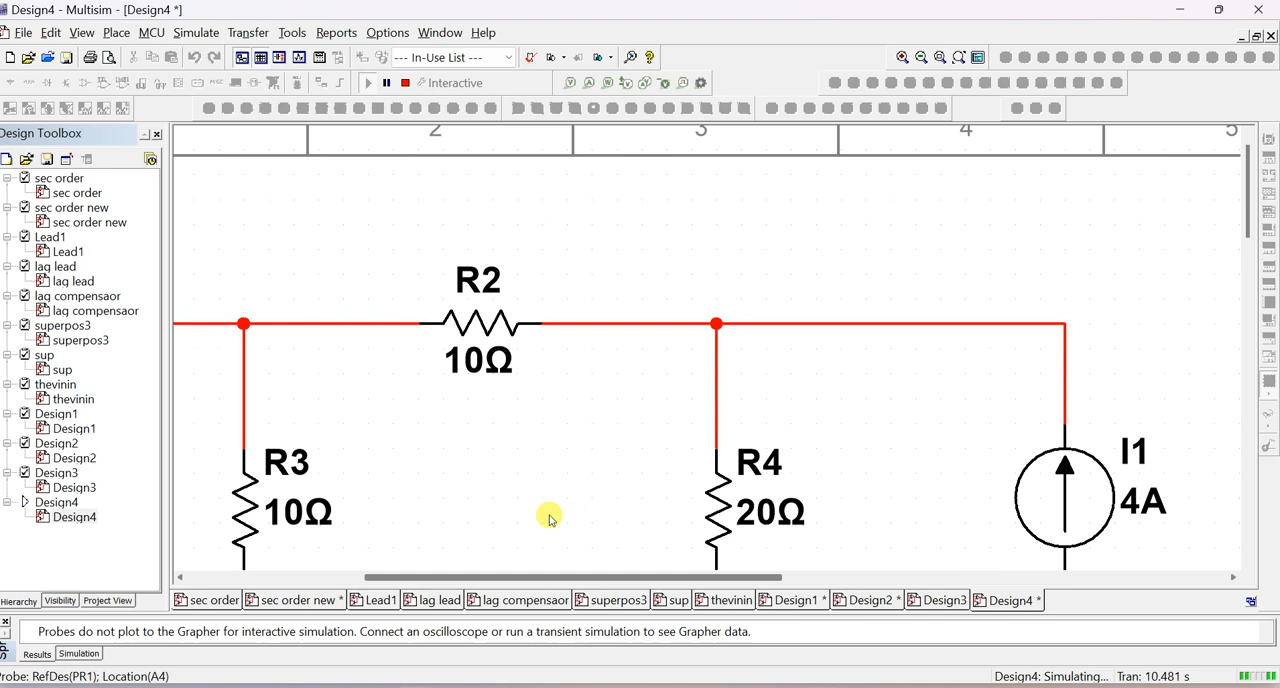 Design4 - Multisim - [Design4 *]
File Edit View Place MCU Simulate Transfer Tools Reports Options Window Help
--- In-Use List ---
Interactive
Design Toolbox
2 3 4 5
sec order
sec order
sec order new
sec order new
Lead1
Lead1
lag lead
lag lead
lag compensaor
lag compensaor
superpos3
superpos3
sup
sup
thevinin
thevinin
Design1
Design1
Design2
Design2
Design3
Design3
Design4
Design4
R2
10Ω
R3
10Ω
R4
20Ω
I1
4A
Hierarchy Visibility Project View
sec order sec order new * Lead1 lag lead lag compensaor superpos3 sup thevinin Design1 * Design2 * Design3 Design4 *
Probes do not plot to the Grapher for interactive simulation. Connect an oscilloscope or run a transient simulation to see Grapher data.
Results Simulation
robe: RefDes(PR1); Location(A4) Design4: Simulating... Tran: 10.481 s